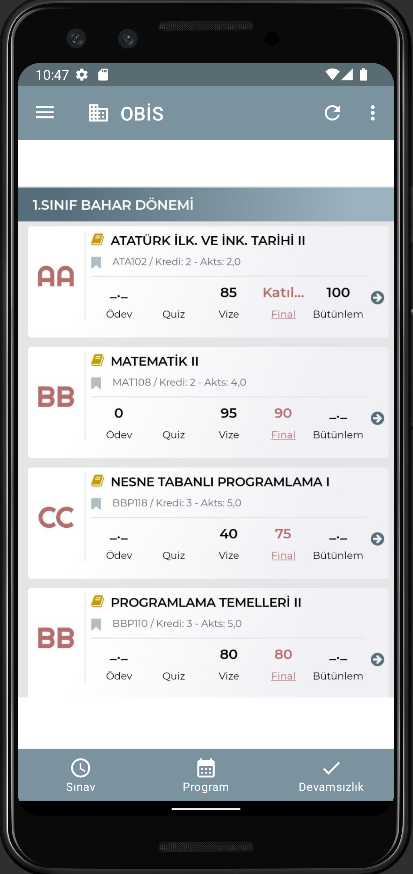 10:47
OBİS
1.SINIF BAHAR DÖNEMİ
AA
ATATÜRK İLK. VE İNK. TARİHİ II
ATA102 / Kredi: 2 - Akts: 2,0
_._ 85 Katıl... 100
Ödev Quiz Vize Final Bütünlem
BB
MATEMATİK II
MAT108 / Kredi: 2 - Akts: 4,0
0 95 90 _._
Ödev Quiz Vize Final Bütünlem
CC
NESNE TABANLI PROGRAMLAMA I
BBP118 / Kredi: 3 - Akts: 5,0
_._ 40 75 _._
Ödev Quiz Vize Final Bütünlem
BB
PROGRAMLAMA TEMELLERİ II
BBP110 / Kredi: 3 - Akts: 5,0
_._ 80 80 _._
Ödev Quiz Vize Final Bütünlem
Sınav Program Devamsızlık